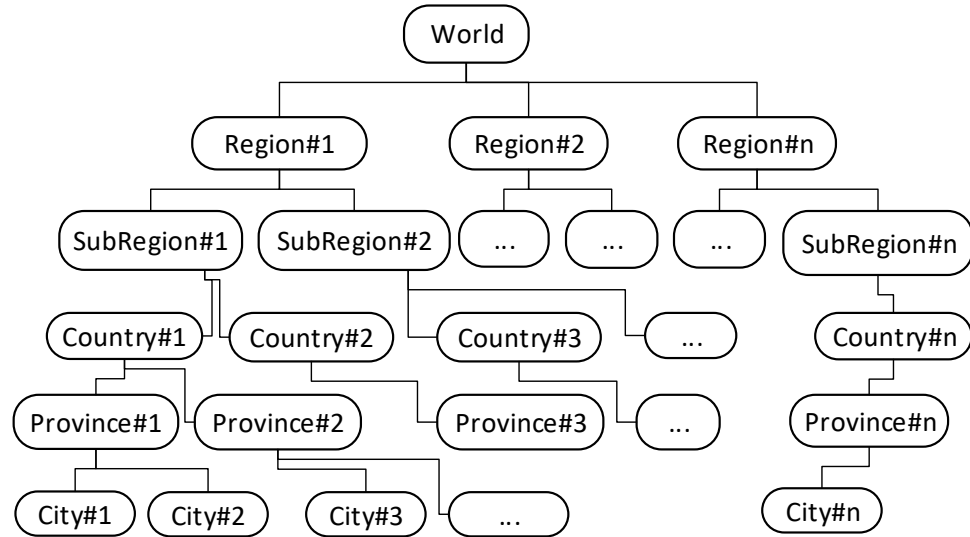 World
Region#1
Region#2
Region#n
SubRegion#1
SubRegion#2
...
...
...
SubRegion#n
Country#1
Country#2
Country#3
...
Country#n
Province#1
Province#2
Province#3
...
Province#n
City#1
City#2
City#3
...
City#n